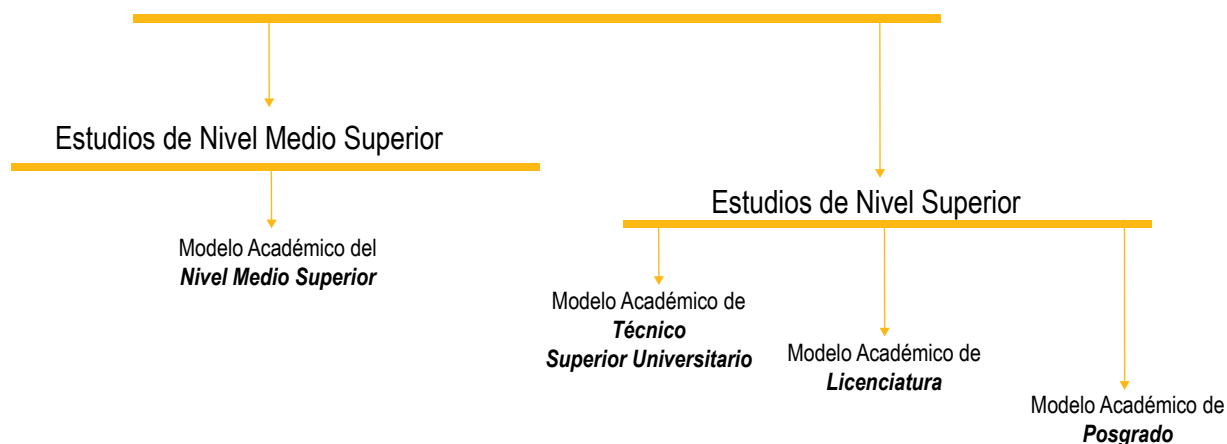 Estudios de Nivel Medio Superior
Modelo Académico del
Nivel Medio Superior
Estudios de Nivel Superior
Modelo Académico de
Técnico
Superior Universitario
Modelo Académico de
Licenciatura
Modelo Académico de
Posgrado